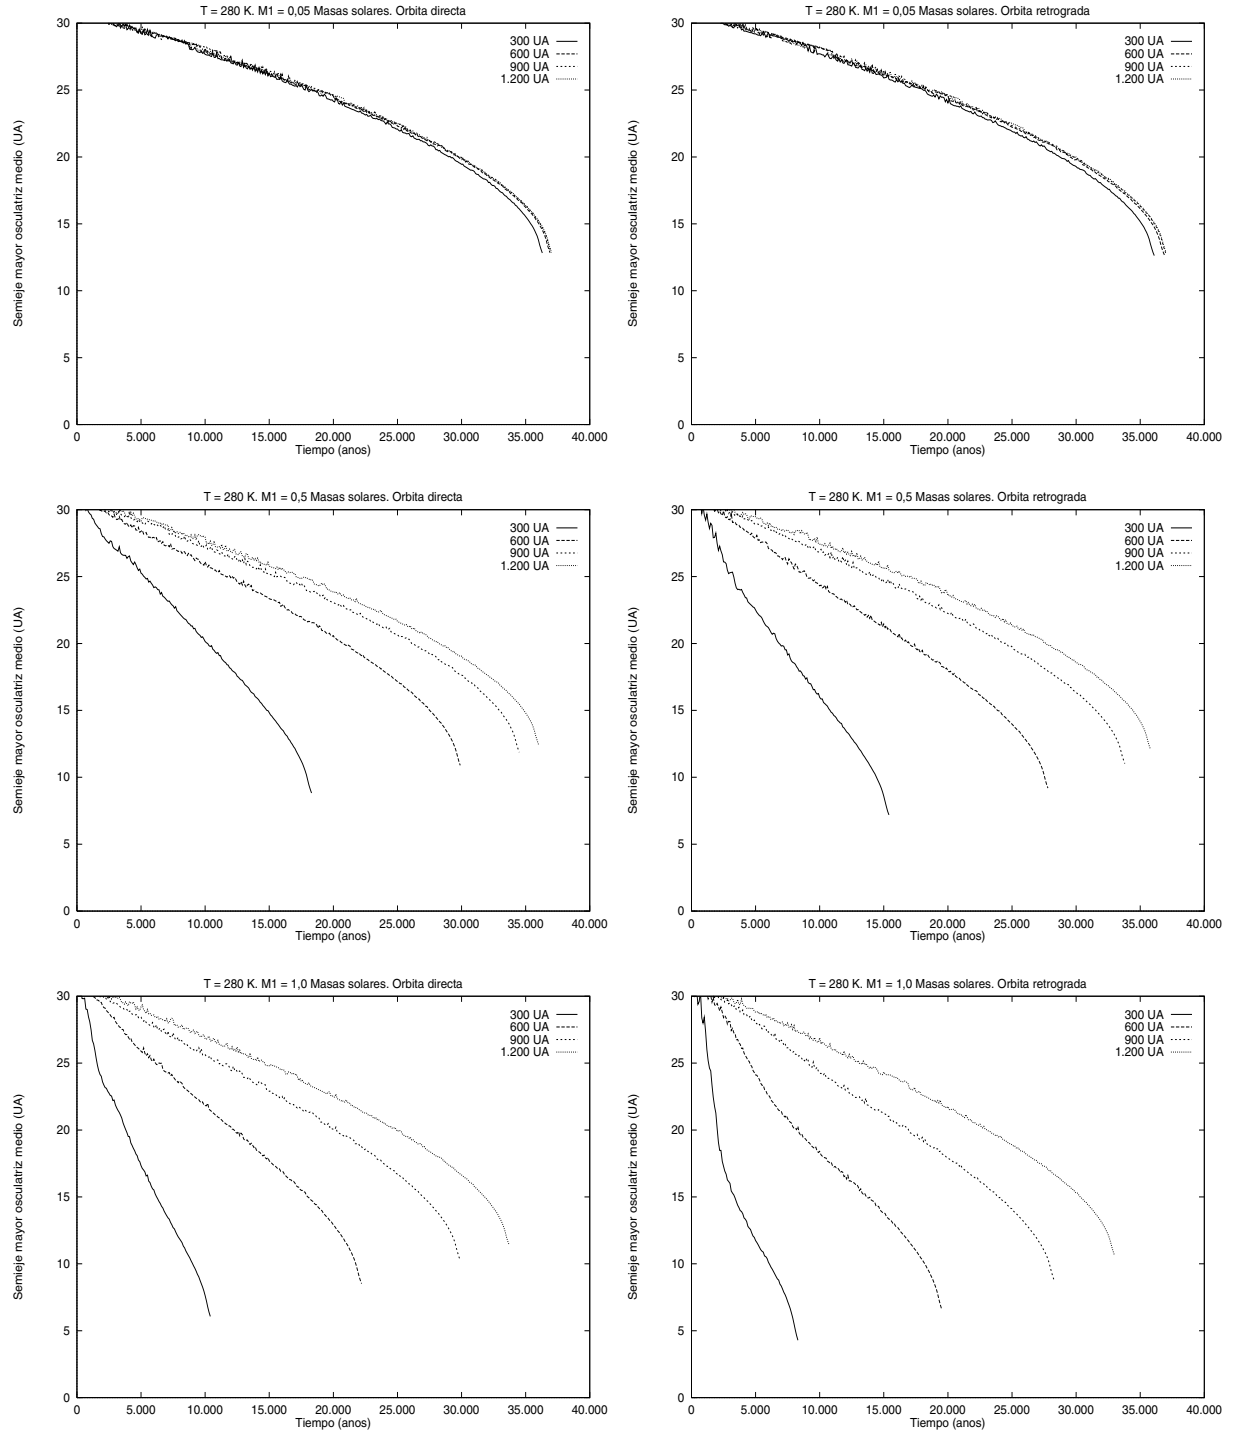 T = 280 K. M1 = 0,05 Masas solares. Orbita directa
30
25
20
15
10
5
0
Semieje mayor osculatriz medio (UA)
300 UA
600 UA
900 UA
1.200 UA
0 5.000 10.000 15.000 20.000 25.000 30.000 35.000 40.000
Tiempo (anos)
T = 280 K. M1 = 0,05 Masas solares. Orbita retrograda
30
25
20
15
10
5
0
Semieje mayor osculatriz medio (UA)
300 UA
600 UA
900 UA
1.200 UA
0 5.000 10.000 15.000 20.000 25.000 30.000 35.000 40.000
Tiempo (anos)
T = 280 K. M1 = 0,5 Masas solares. Orbita directa
30
25
20
15
10
5
0
Semieje mayor osculatriz medio (UA)
300 UA
600 UA
900 UA
1.200 UA
0 5.000 10.000 15.000 20.000 25.000 30.000 35.000 40.000
Tiempo (anos)
T = 280 K. M1 = 0,5 Masas solares. Orbita retrograda
30
25
20
15
10
5
0
Semieje mayor osculatriz medio (UA)
300 UA
600 UA
900 UA
1.200 UA
0 5.000 10.000 15.000 20.000 25.000 30.000 35.000 40.000
Tiempo (anos)
T = 280 K. M1 = 1,0 Masas solares. Orbita directa
30
25
20
15
10
5
0
Semieje mayor osculatriz medio (UA)
300 UA
600 UA
900 UA
1.200 UA
0 5.000 10.000 15.000 20.000 25.000 30.000 35.000 40.000
Tiempo (anos)
T = 280 K. M1 = 1,0 Masas solares. Orbita retrograda
30
25
20
15
10
5
0
Semieje mayor osculatriz medio (UA)
300 UA
600 UA
900 UA
1.200 UA
0 5.000 10.000 15.000 20.000 25.000 30.000 35.000 40.000
Tiempo (anos)